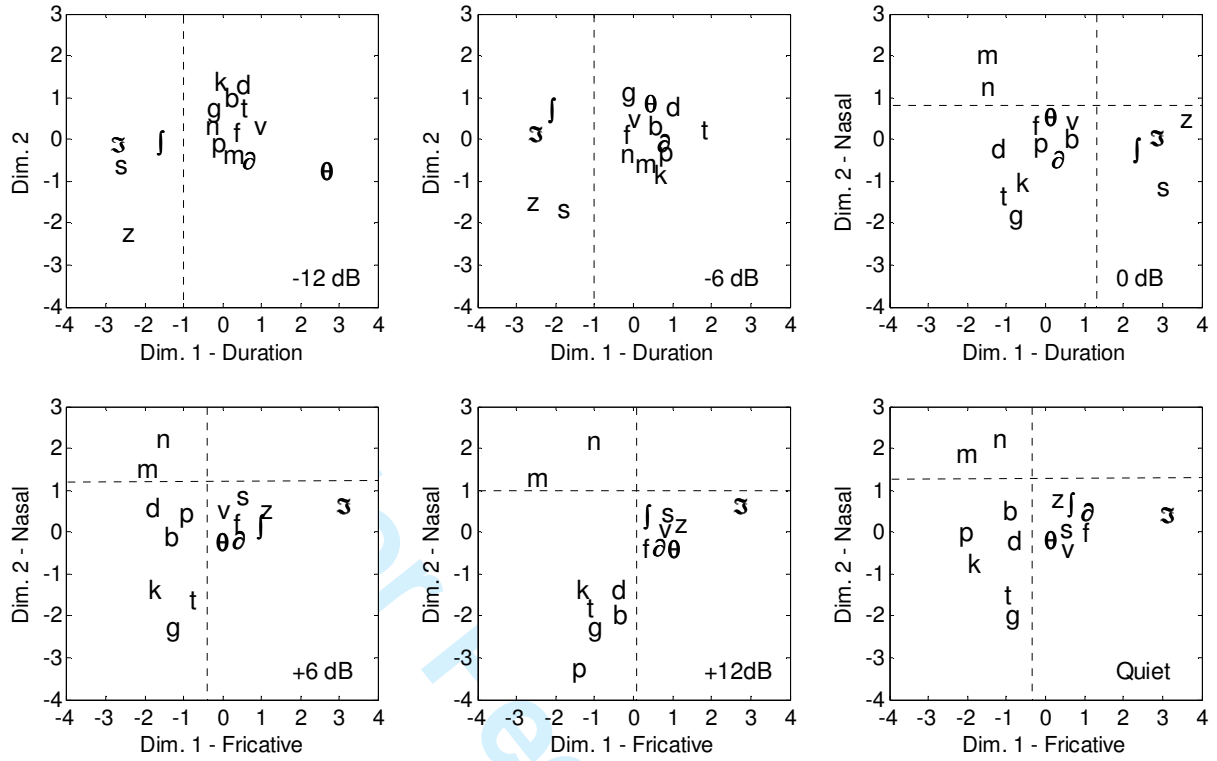 3
2
1
0
-1
-2
-3
-4
Dim. 2
k d
b
g t
n f v
ℑ ∫ p
s m ∂ θ
z
-12 dB
-4 -3 -2 -1 0 1 2 3 4
Dim. 1 - Duration
3
2
1
0
-1
-2
-3
-4
Dim. 2
g θ
∫ d
v b t
ℑ f ∂
n p
m k
z s
-6 dB
-4 -3 -2 -1 0 1 2 3 4
Dim. 1 - Duration
3
2
1
0
-1
-2
-3
-4
Dim. 2 - Nasal
m
n
θ v z
f b ℑ
d p ∂ ∫
k s
t
g
0 dB
-4 -3 -2 -1 0 1 2 3 4
Dim. 1 - Duration
3
2
1
0
-1
-2
-3
-4
Dim. 2 - Nasal
n
m
s
d p v z ℑ
b f ∫
θ ∂
k t
g
+6 dB
-4 -3 -2 -1 0 1 2 3 4
Dim. 1 - Fricative
3
2
1
0
-1
-2
-3
-4
Dim. 2 - Nasal
n
m
∫ s ℑ
v z
f ∂ θ
k d
t b
g
p
+12dB
-4 -3 -2 -1 0 1 2 3 4
Dim. 1 - Fricative
3
2
1
0
-1
-2
-3
-4
Dim. 2 - Nasal
n
m
z ∫
b ∂ ℑ
p s f
d θ v
k
t
g
Quiet
-4 -3 -2 -1 0 1 2 3 4
Dim. 1 - Fricative